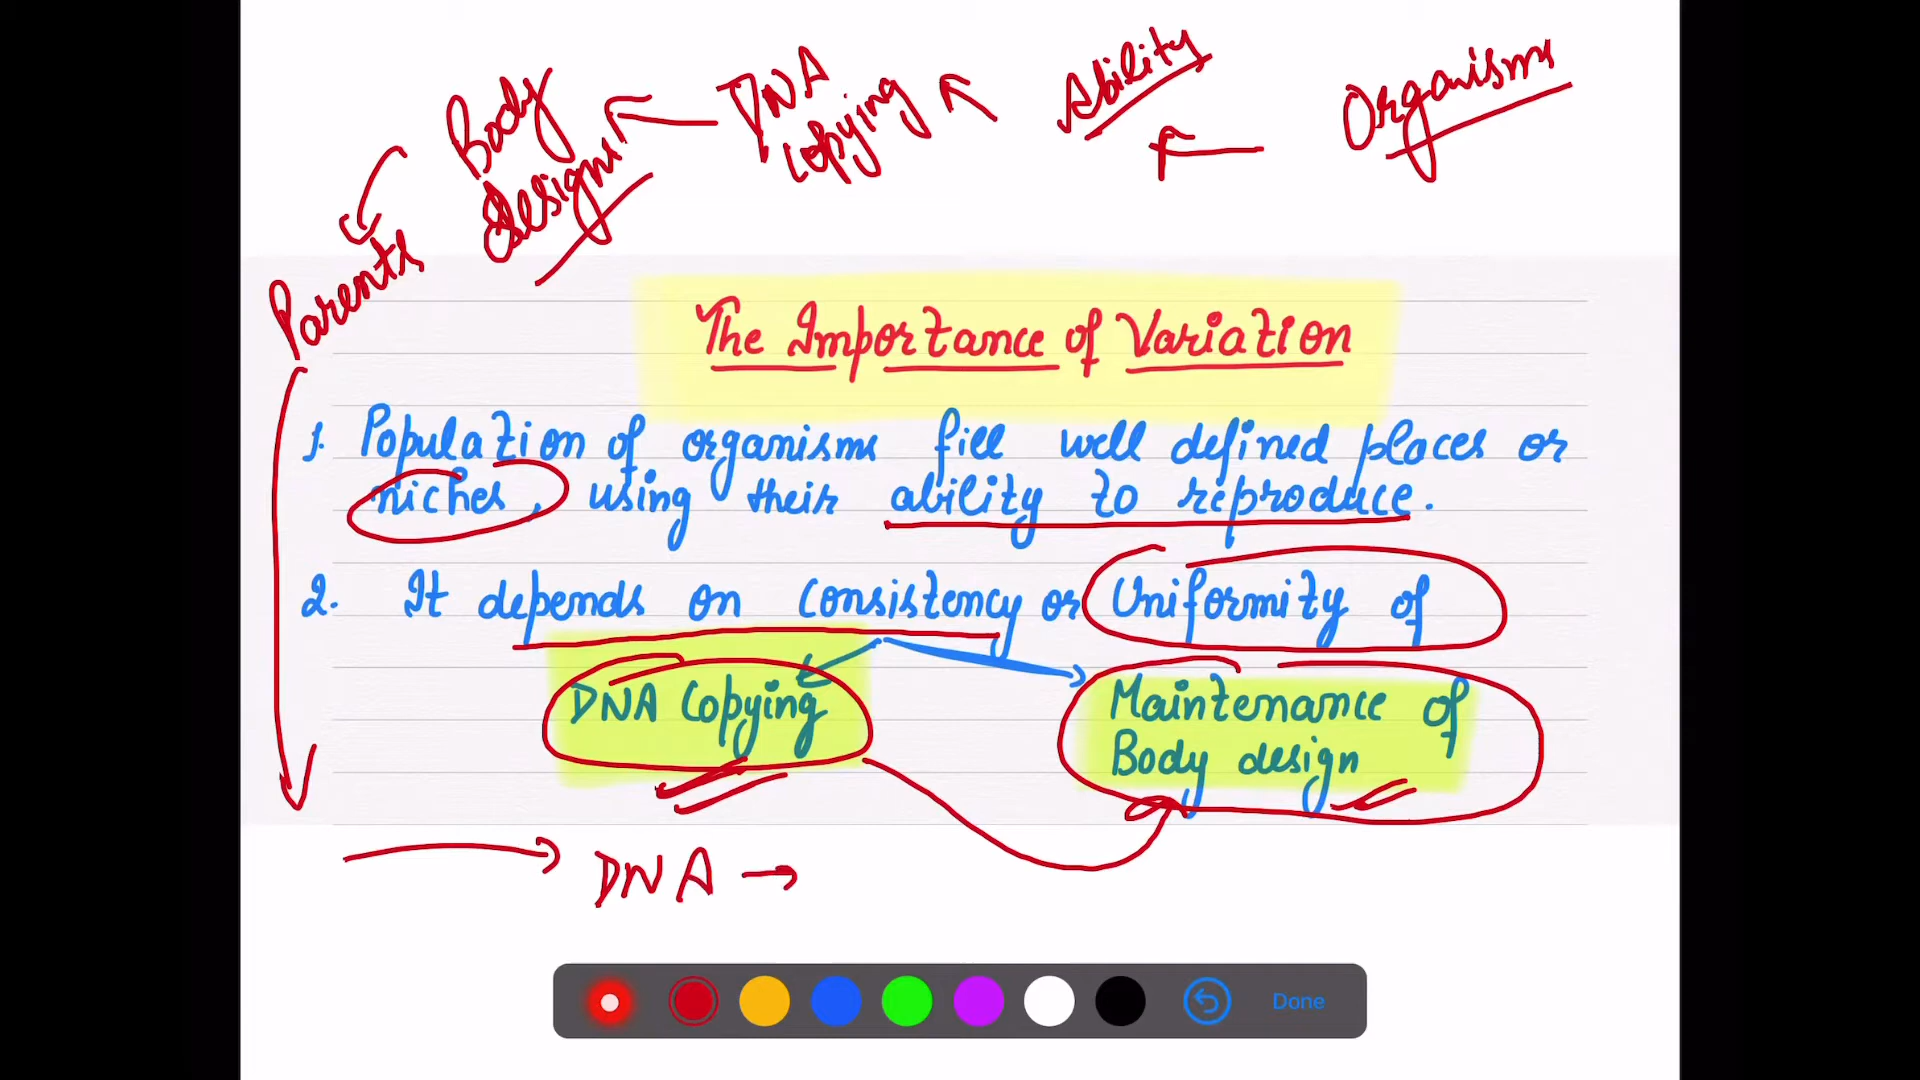 Organisms
Ability
DNA
Copying
Body
designs
Parents
The Importance of Variation
1. Population of organisms fill well defined places or
niches, using their ability to reproduce.
2. It depends on consistency or Uniformity of
DNA Copying
Maintenance of
Body design
DNA →
Done